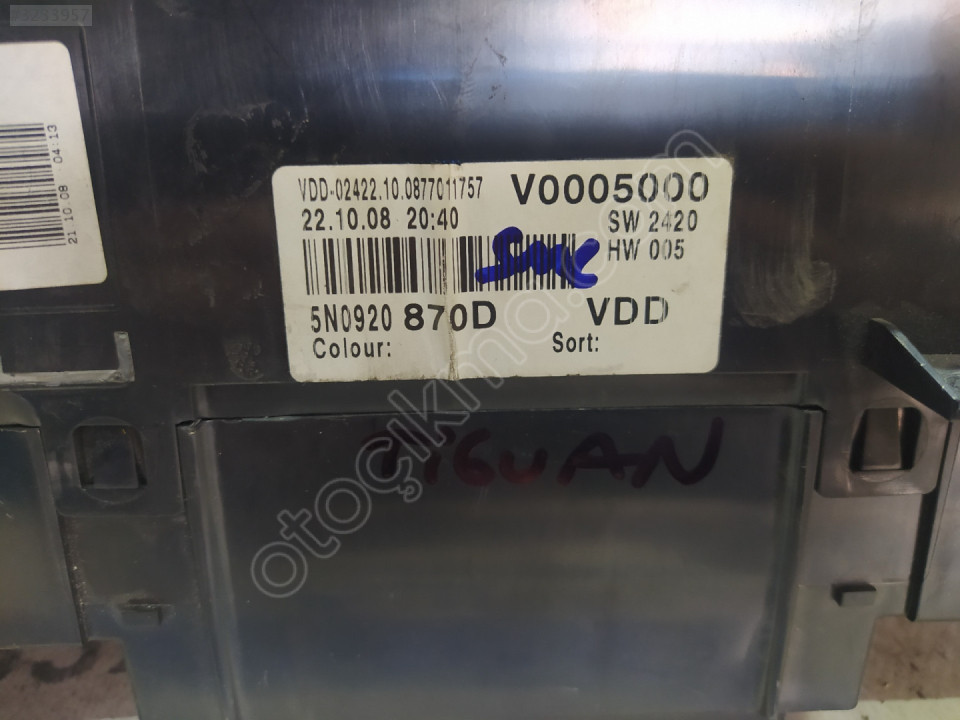 93233957
21.10.08 04:13
VDD-02422.10.0877011757 V0005000
22.10.08 20:40 SW 2420
HW 005
5N0920 870D VDD
Colour: Sort:
TIGUAN
otoçıkma.com